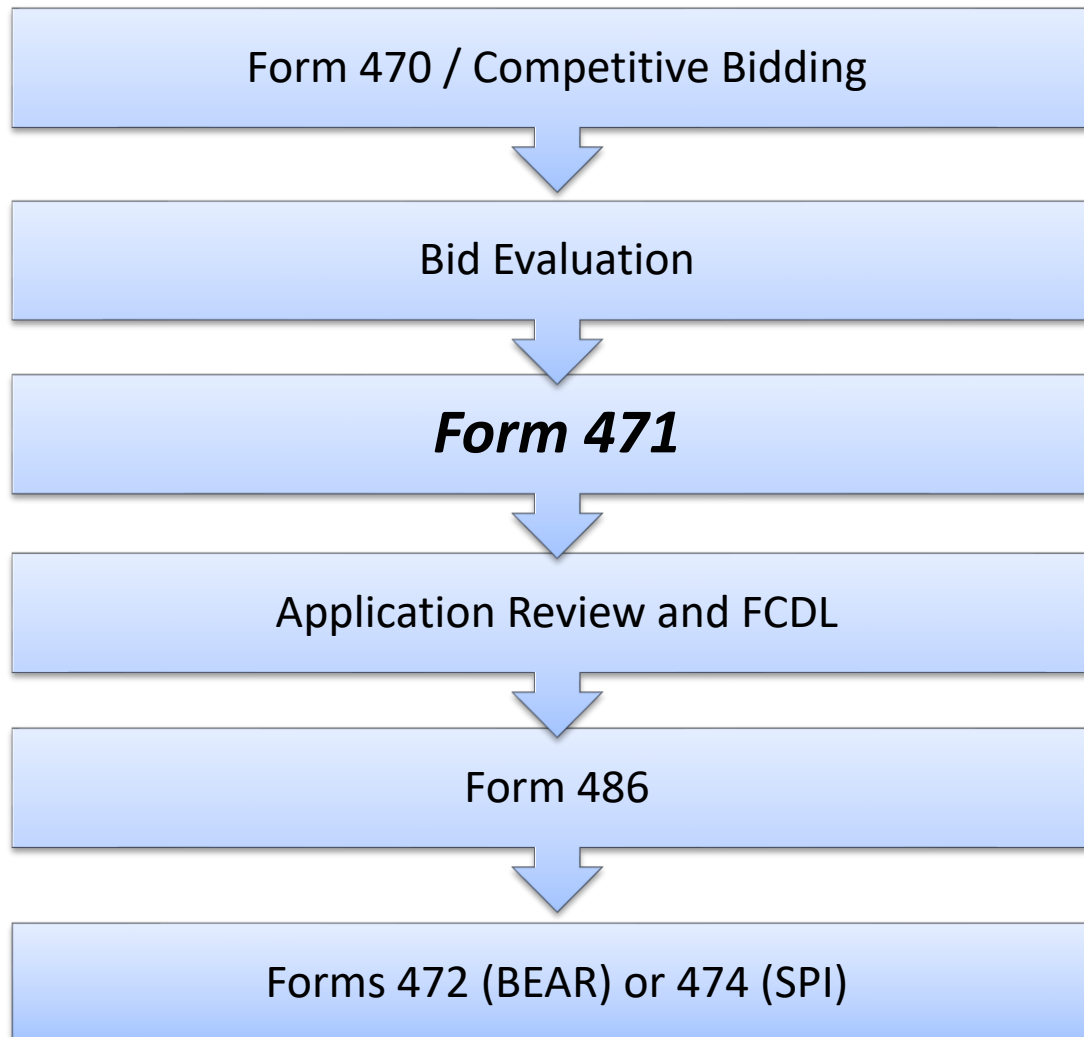 Form 470 / Competitive Bidding
Bid Evaluation
Form 471
Application Review and FCDL
Form 486
Forms 472 (BEAR) or 474 (SPI)